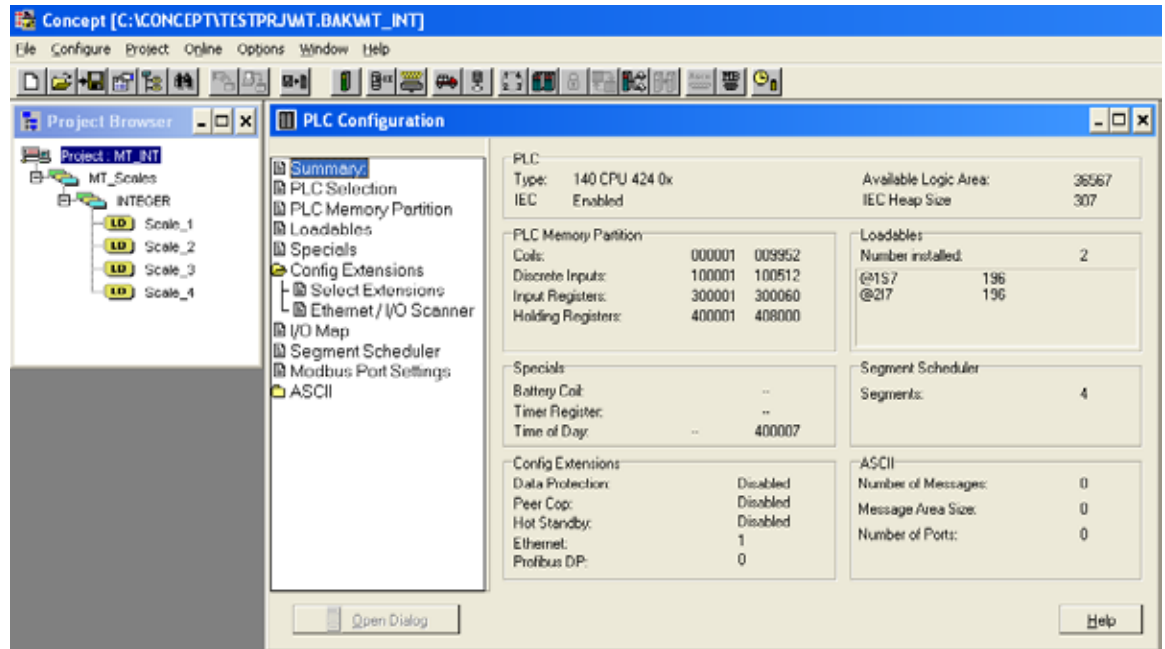 Concept [C:\CONCEPT\TESTPRJ\MT.BAK\MT_INT]
File Configure Project Online Options Window Help
Project Browser
Project : MT_INT
MT_Scales
INTEGER
LD Scale_1
LD Scale_2
LD Scale_3
LD Scale_4
PLC Configuration
Summary:
PLC Selection
PLC Memory Partition
Loadables
Specials
Config Extensions
Select Extensions
Ethernet / I/O Scanner
I/O Map
Segment Scheduler
Modbus Port Settings
ASCII
Open Dialog
PLC
Type: 140 CPU 424 0x
IEC Enabled
Available Logic Area: 36567
IEC Heap Size 307
PLC Memory Partition
Coils: 000001 009952
Discrete Inputs: 100001 100512
Input Registers: 300001 300060
Holding Registers: 400001 408000
Loadables
Number installed: 2
@1S7 196
@2I7 196
Specials
Battery Coil: --
Timer Register: --
Time of Day: -- 400007
Segment Scheduler
Segments: 4
Config Extensions
Data Protection: Disabled
Peer Cop: Disabled
Hot Standby: Disabled
Ethernet: 1
Profibus DP: 0
ASCII
Number of Messages: 0
Message Area Size: 0
Number of Ports: 0
Help